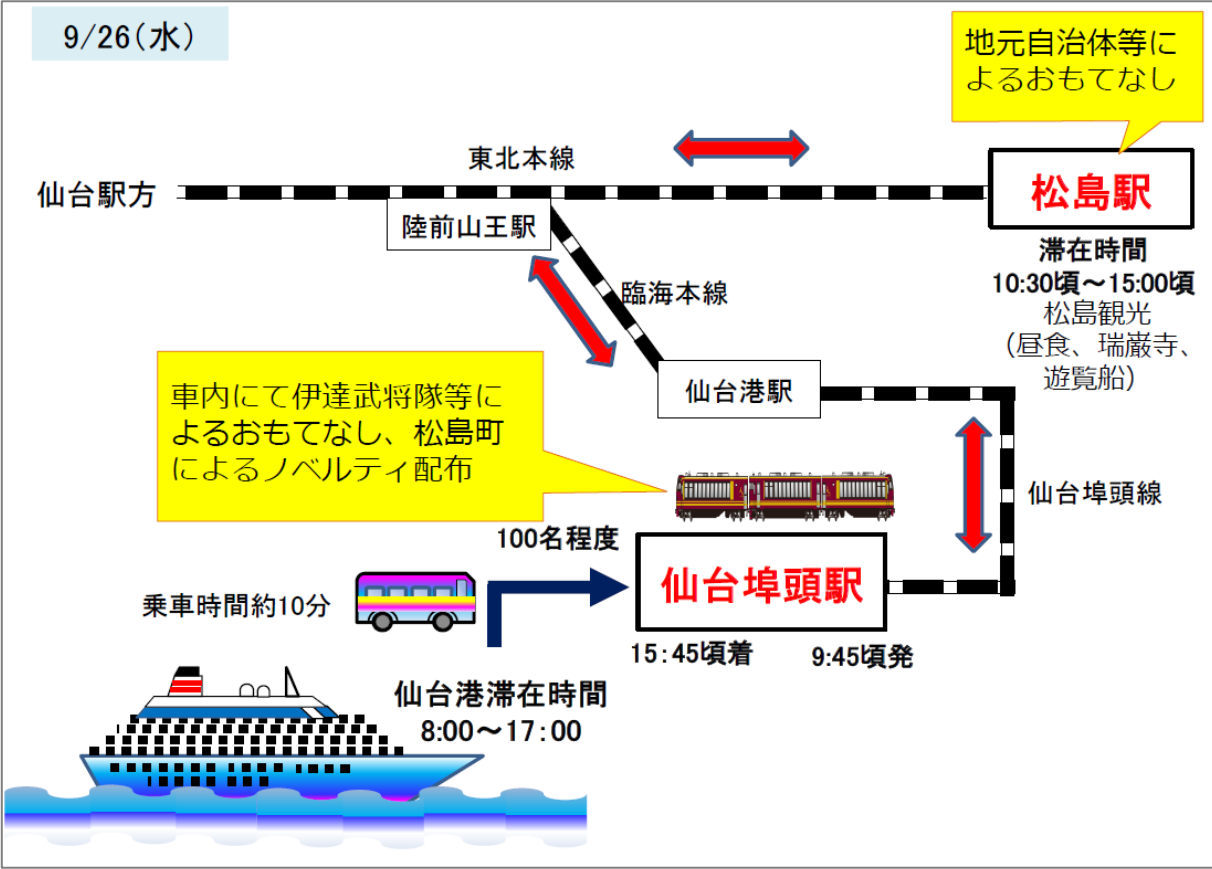 9/26(水)
地元自治体等に
よるおもてなし
東北本線
仙台駅方
松島駅
陸前山王駅
滞在時間
10:30頃～15:00頃
松島観光
（昼食、瑞巌寺、
遊覧船）
臨海本線
仙台港駅
車内にて伊達武将隊等に
よるおもてなし、松島町
によるノベルティ配布
仙台埠頭線
100名程度
仙台埠頭駅
乗車時間約10分
15:45頃着
9:45頃発
仙台港滞在時間
8:00～17:00